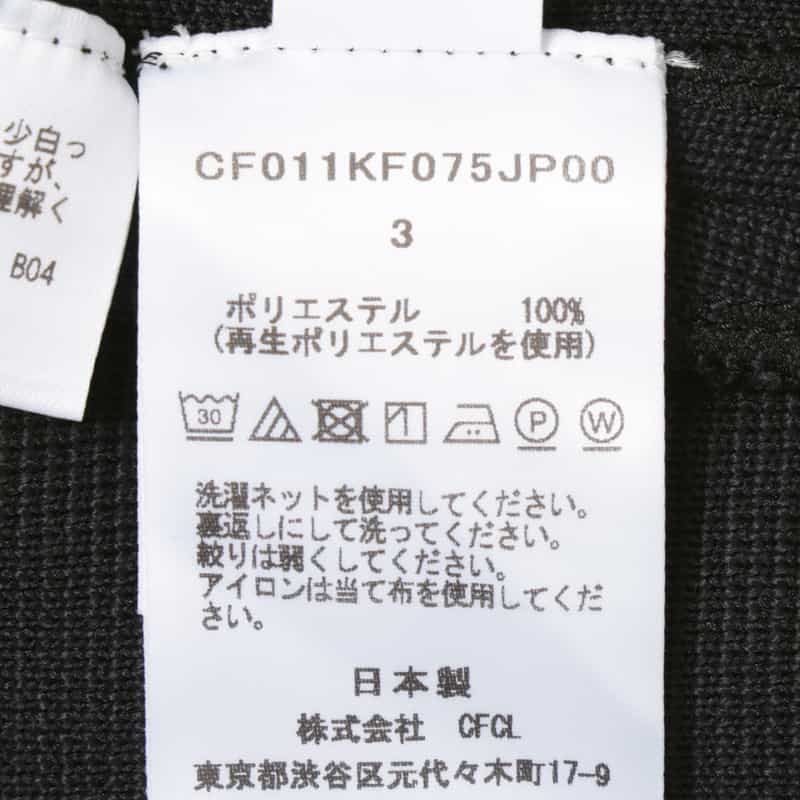 少白っ
すが、
理解く
B04
CF011KF075JP00
3
ポリエステル 100%
(再生ポリエステルを使用)
30
P
W
洗濯ネットを使用してください。
裏返しにして洗ってください。
絞りは弱くしてください。
アイロンは当て布を使用してくだ
さい。
日本製
株式会社 CFCL
東京都渋谷区元代々木町17-9